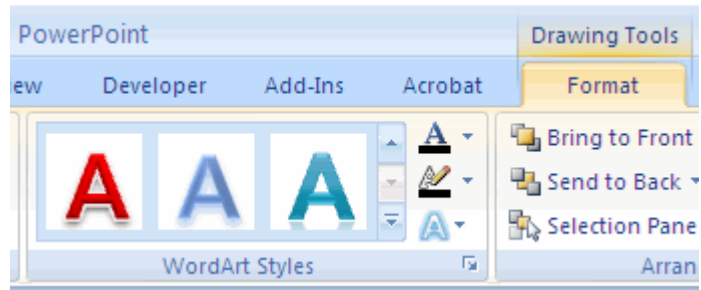 PowerPoint Drawing Tools
ew Developer Add-Ins Acrobat Format
A A A A Bring to Front
Send to Back
A Selection Pane
WordArt Styles Arran